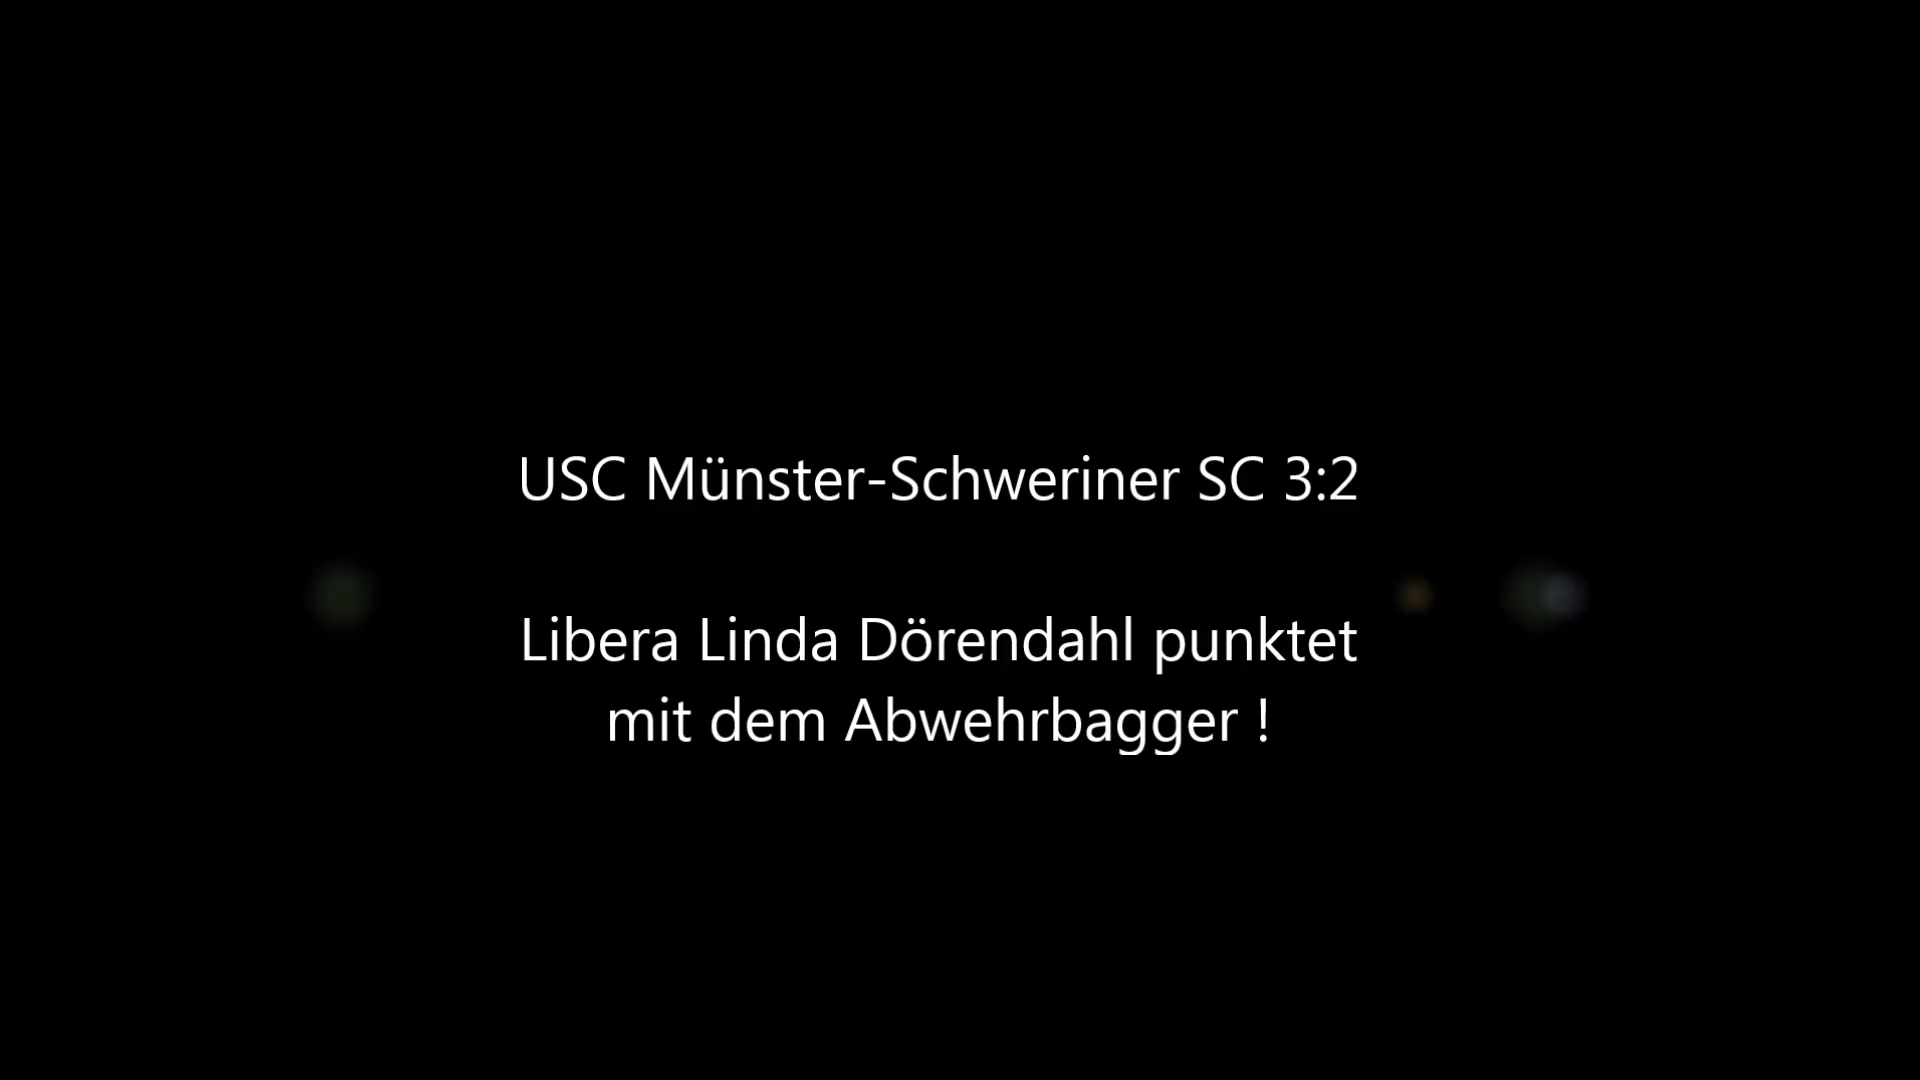 USC Münster-Schweriner SC 3:2
Libera Linda Dörendahl punktet
mit dem Abwehrbagger !